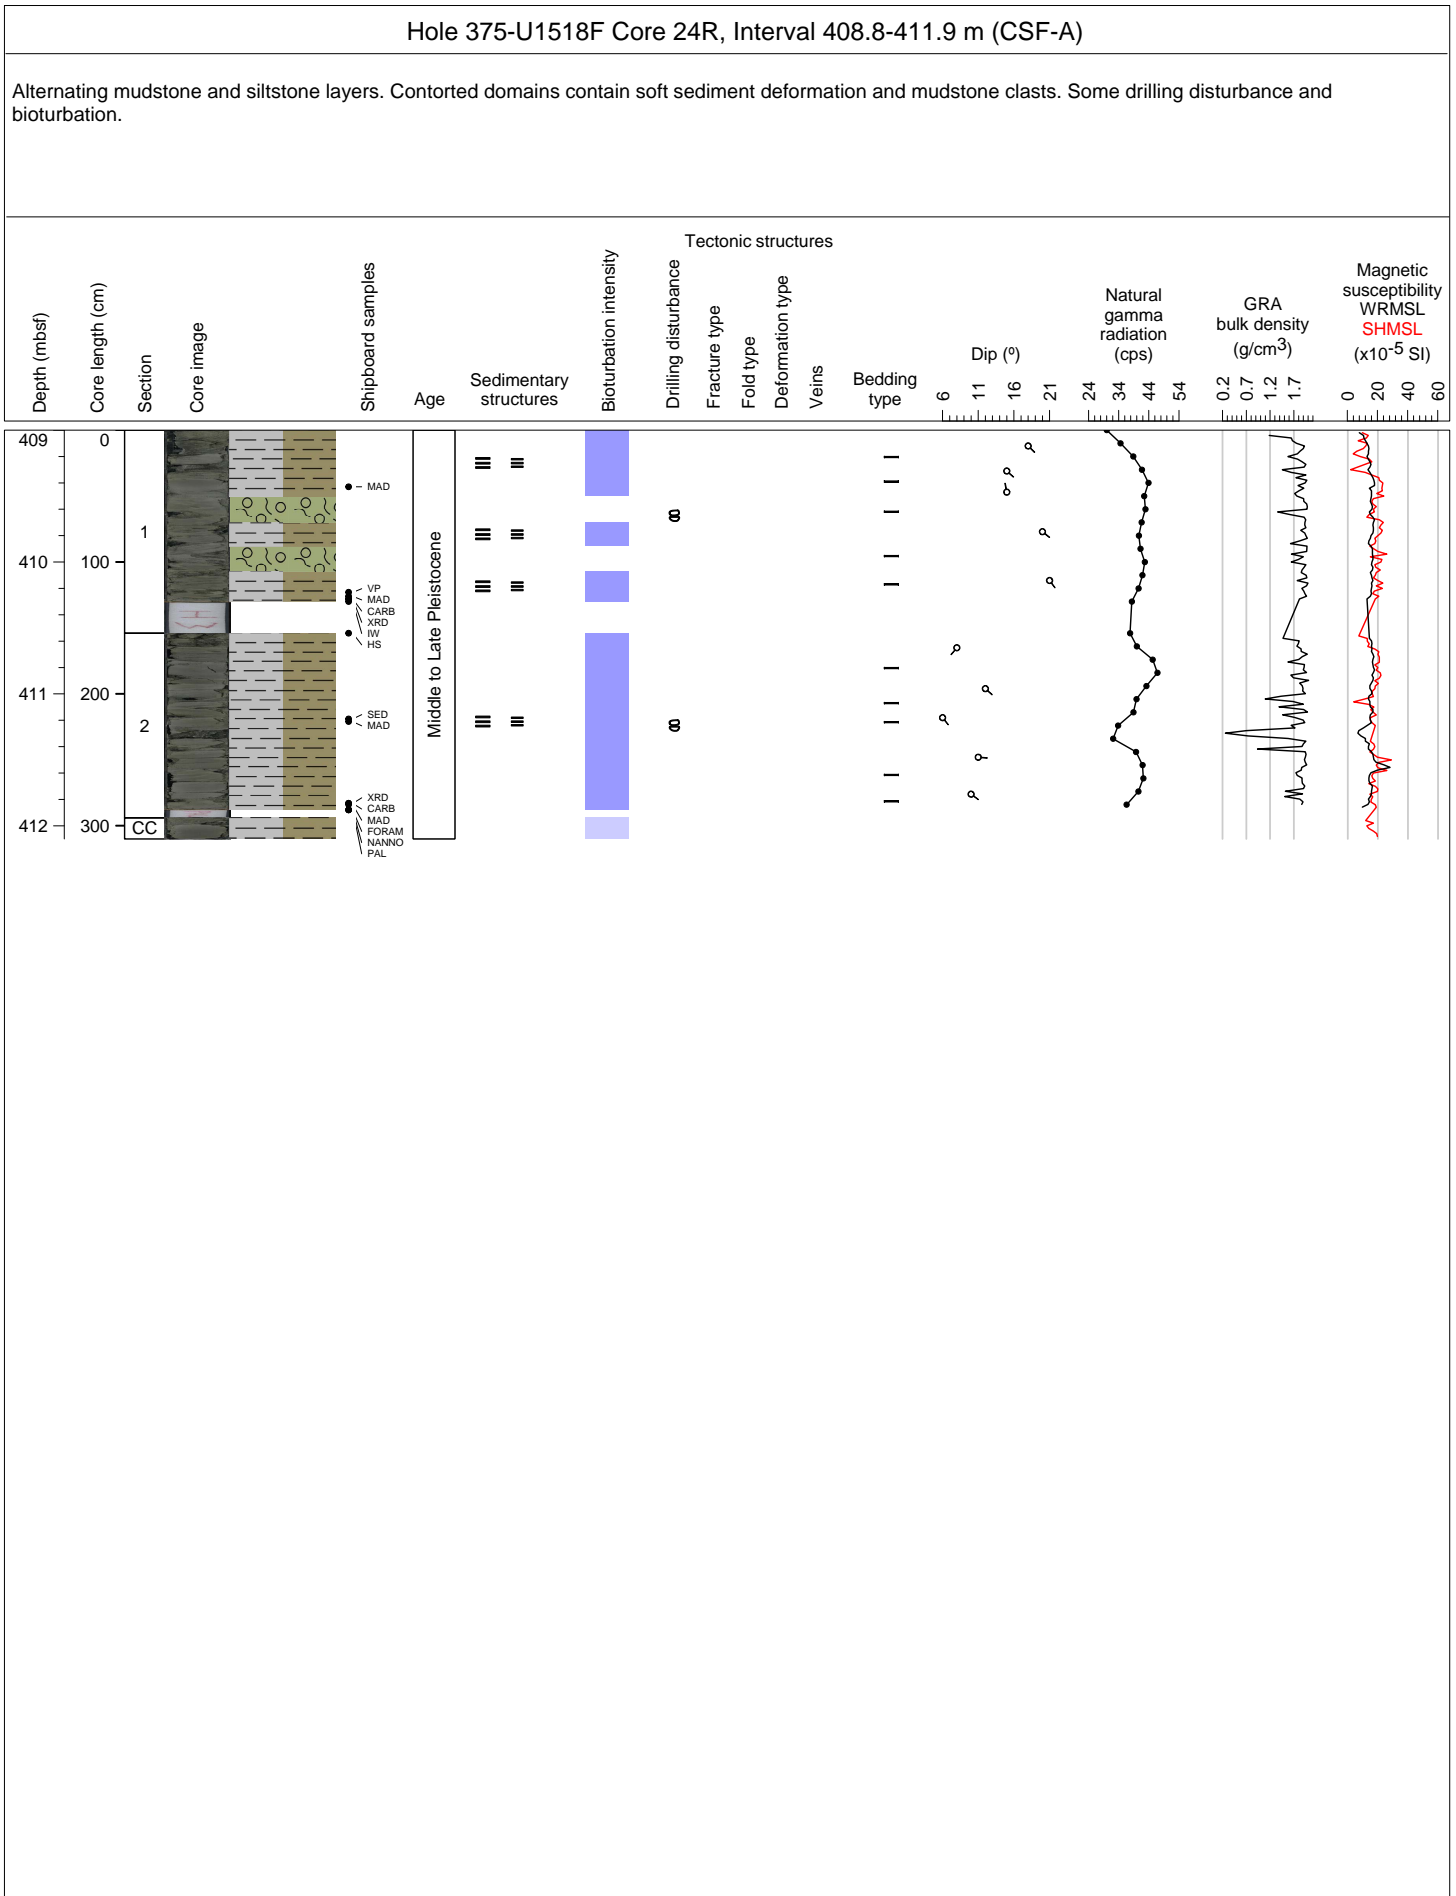 Hole 375-U1518F Core 24R, Interval 408.8-411.9 m (CSF-A)
Alternating mudstone and siltstone layers. Contorted domains contain soft sediment deformation and mudstone clasts. Some drilling disturbance and
bioturbation.
Depth (mbsf)
Core length (cm)
Section
Core image
Shipboard samples
Age
Sedimentary
structures
Bioturbation intensity
Tectonic structures
Drilling disturbance
Fracture type
Fold type
Deformation type
Veins
Bedding
type
Dip (º)
6 11 16 21
Natural
gamma
radiation
(cps)
24 34 44 54
GRA
bulk density
(g/cm3)
0.2 0.7 1.2 1.7
Magnetic
susceptibility
WRMSL
SHMSL
(x10-5 SI)
0 20 40 60
409
410
411
412
0
100
200
300
1
2
CC
MAD
VP
MAD
CARB
XRD
IW
HS
SED
MAD
XRD
CARB
MAD
FORAM
NANNO
PAL
Middle to Late Pleistocene